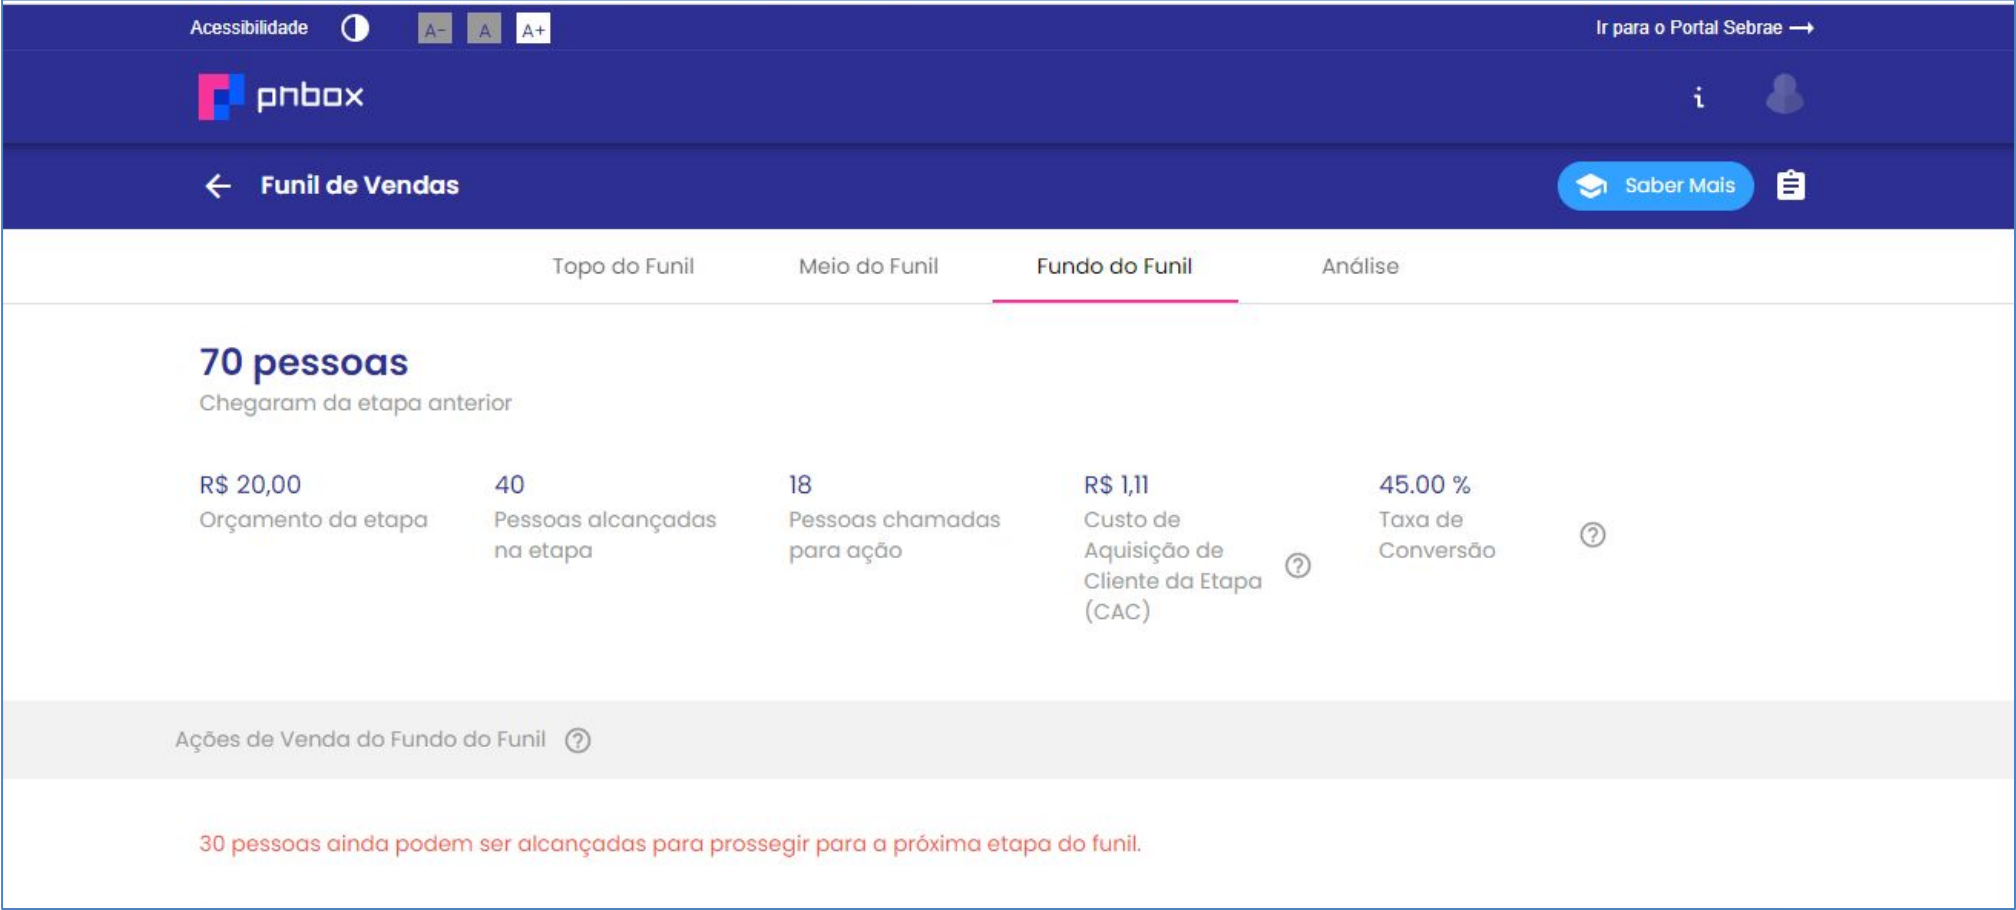 Acessibilidade A- A A+ Ir para o Portal Sebrae →
pnbox i
← Funil de Vendas Saber Mais
Topo do Funil Meio do Funil Fundo do Funil Análise
70 pessoas
Chegaram da etapa anterior
R$ 20,00
Orçamento da etapa
40
Pessoas alcançadas
na etapa
18
Pessoas chamadas
para ação
R$ 1,11
Custo de
Aquisição de
Cliente da Etapa
(CAC)
?
45.00 %
Taxa de
Conversão
?
Ações de Venda do Fundo do Funil ?
30 pessoas ainda podem ser alcançadas para prossegir para a próxima etapa do funil.